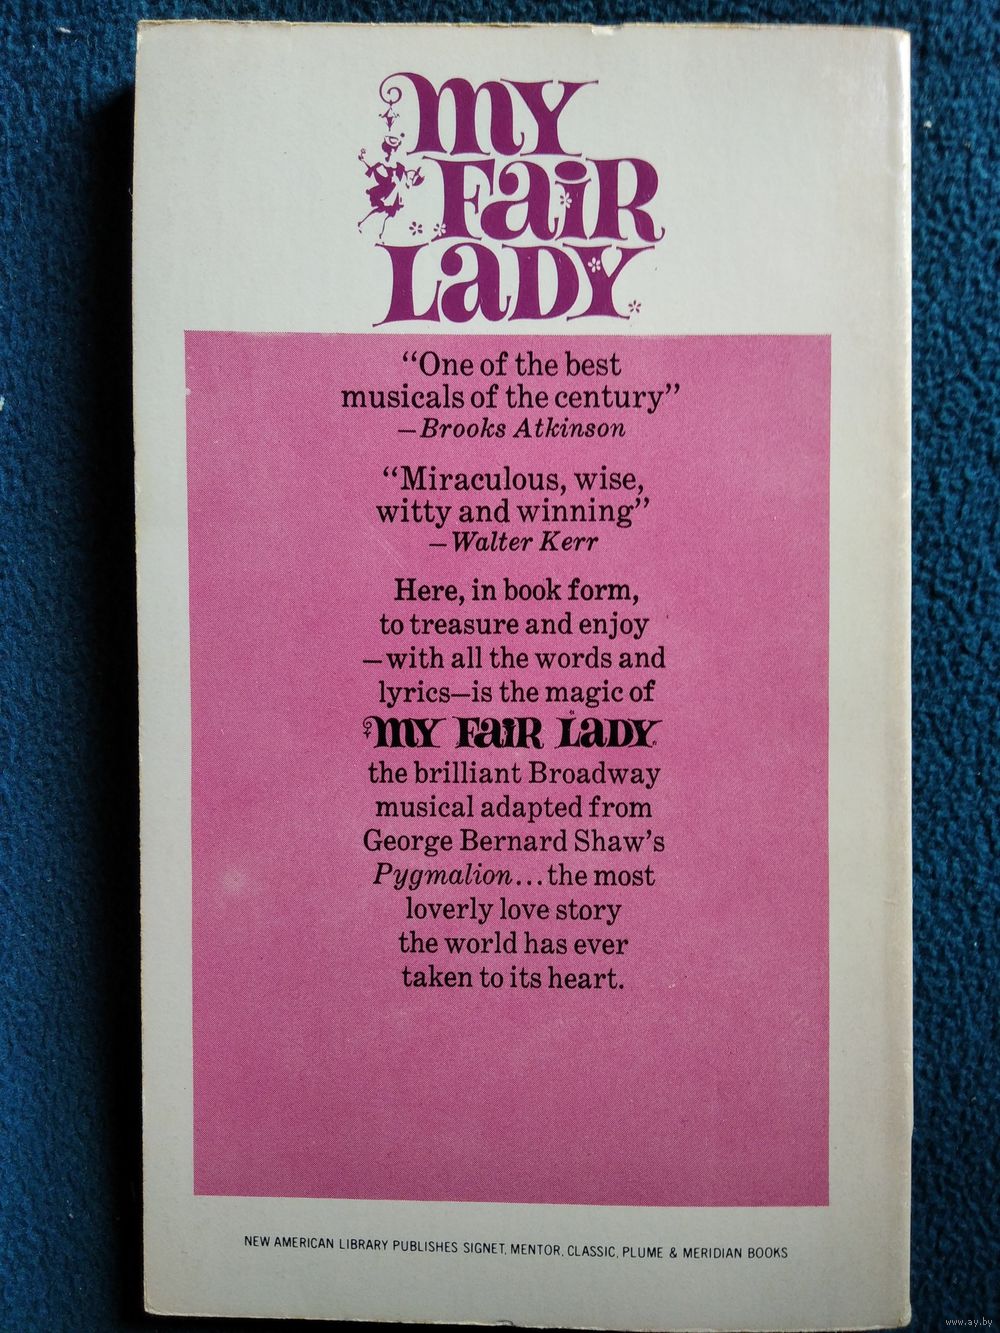 My
Fair
Lady
“One of the best
musicals of the century”
—Brooks Atkinson
“Miraculous, wise,
witty and winning”
—Walter Kerr
Here, in book form,
to treasure and enjoy
—with all the words and
lyrics—is the magic of
My Fair Lady
the brilliant Broadway
musical adapted from
George Bernard Shaw’s
Pygmalion...the most
loverly love story
the world has ever
taken to its heart.
NEW AMERICAN LIBRARY PUBLISHES SIGNET, MENTOR, CLASSIC, PLUME & MERIDIAN BOOKS
www.ay.by